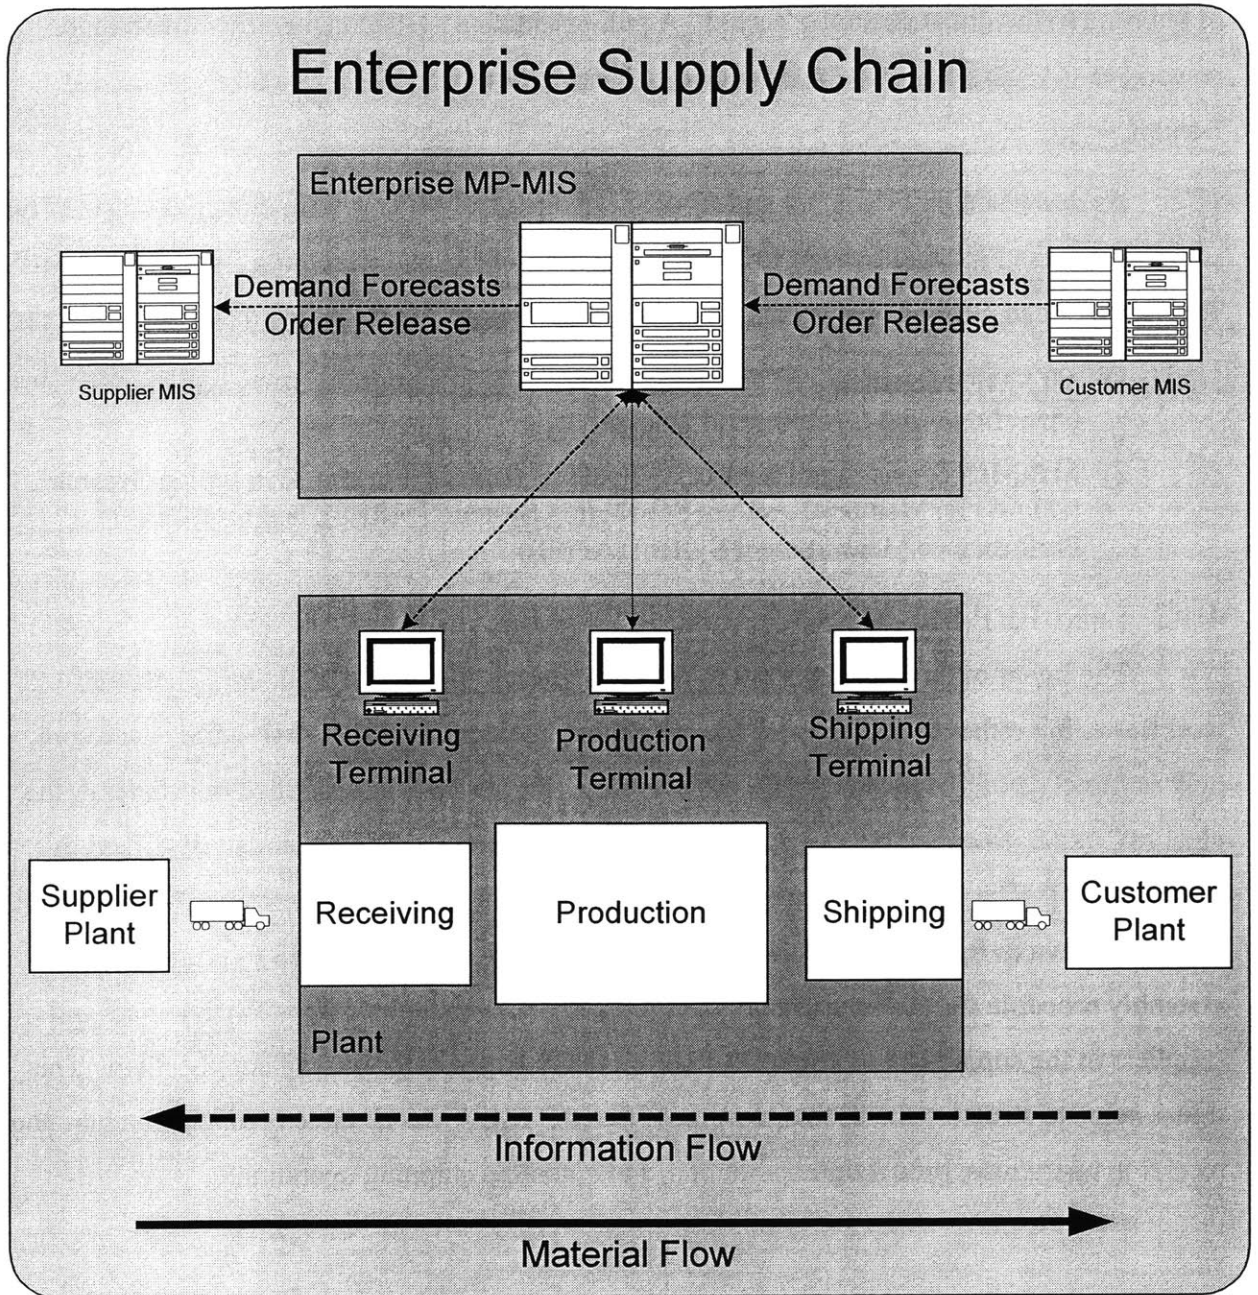 Enterprise Supply Chain
Enterprise MP-MIS
Demand Forecasts
Order Release
Demand Forecasts
Order Release
Supplier MIS
Customer MIS
Receiving
Terminal
Production
Terminal
Shipping
Terminal
Supplier
Plant
Receiving
Production
Shipping
Customer
Plant
Plant
Information Flow
Material Flow